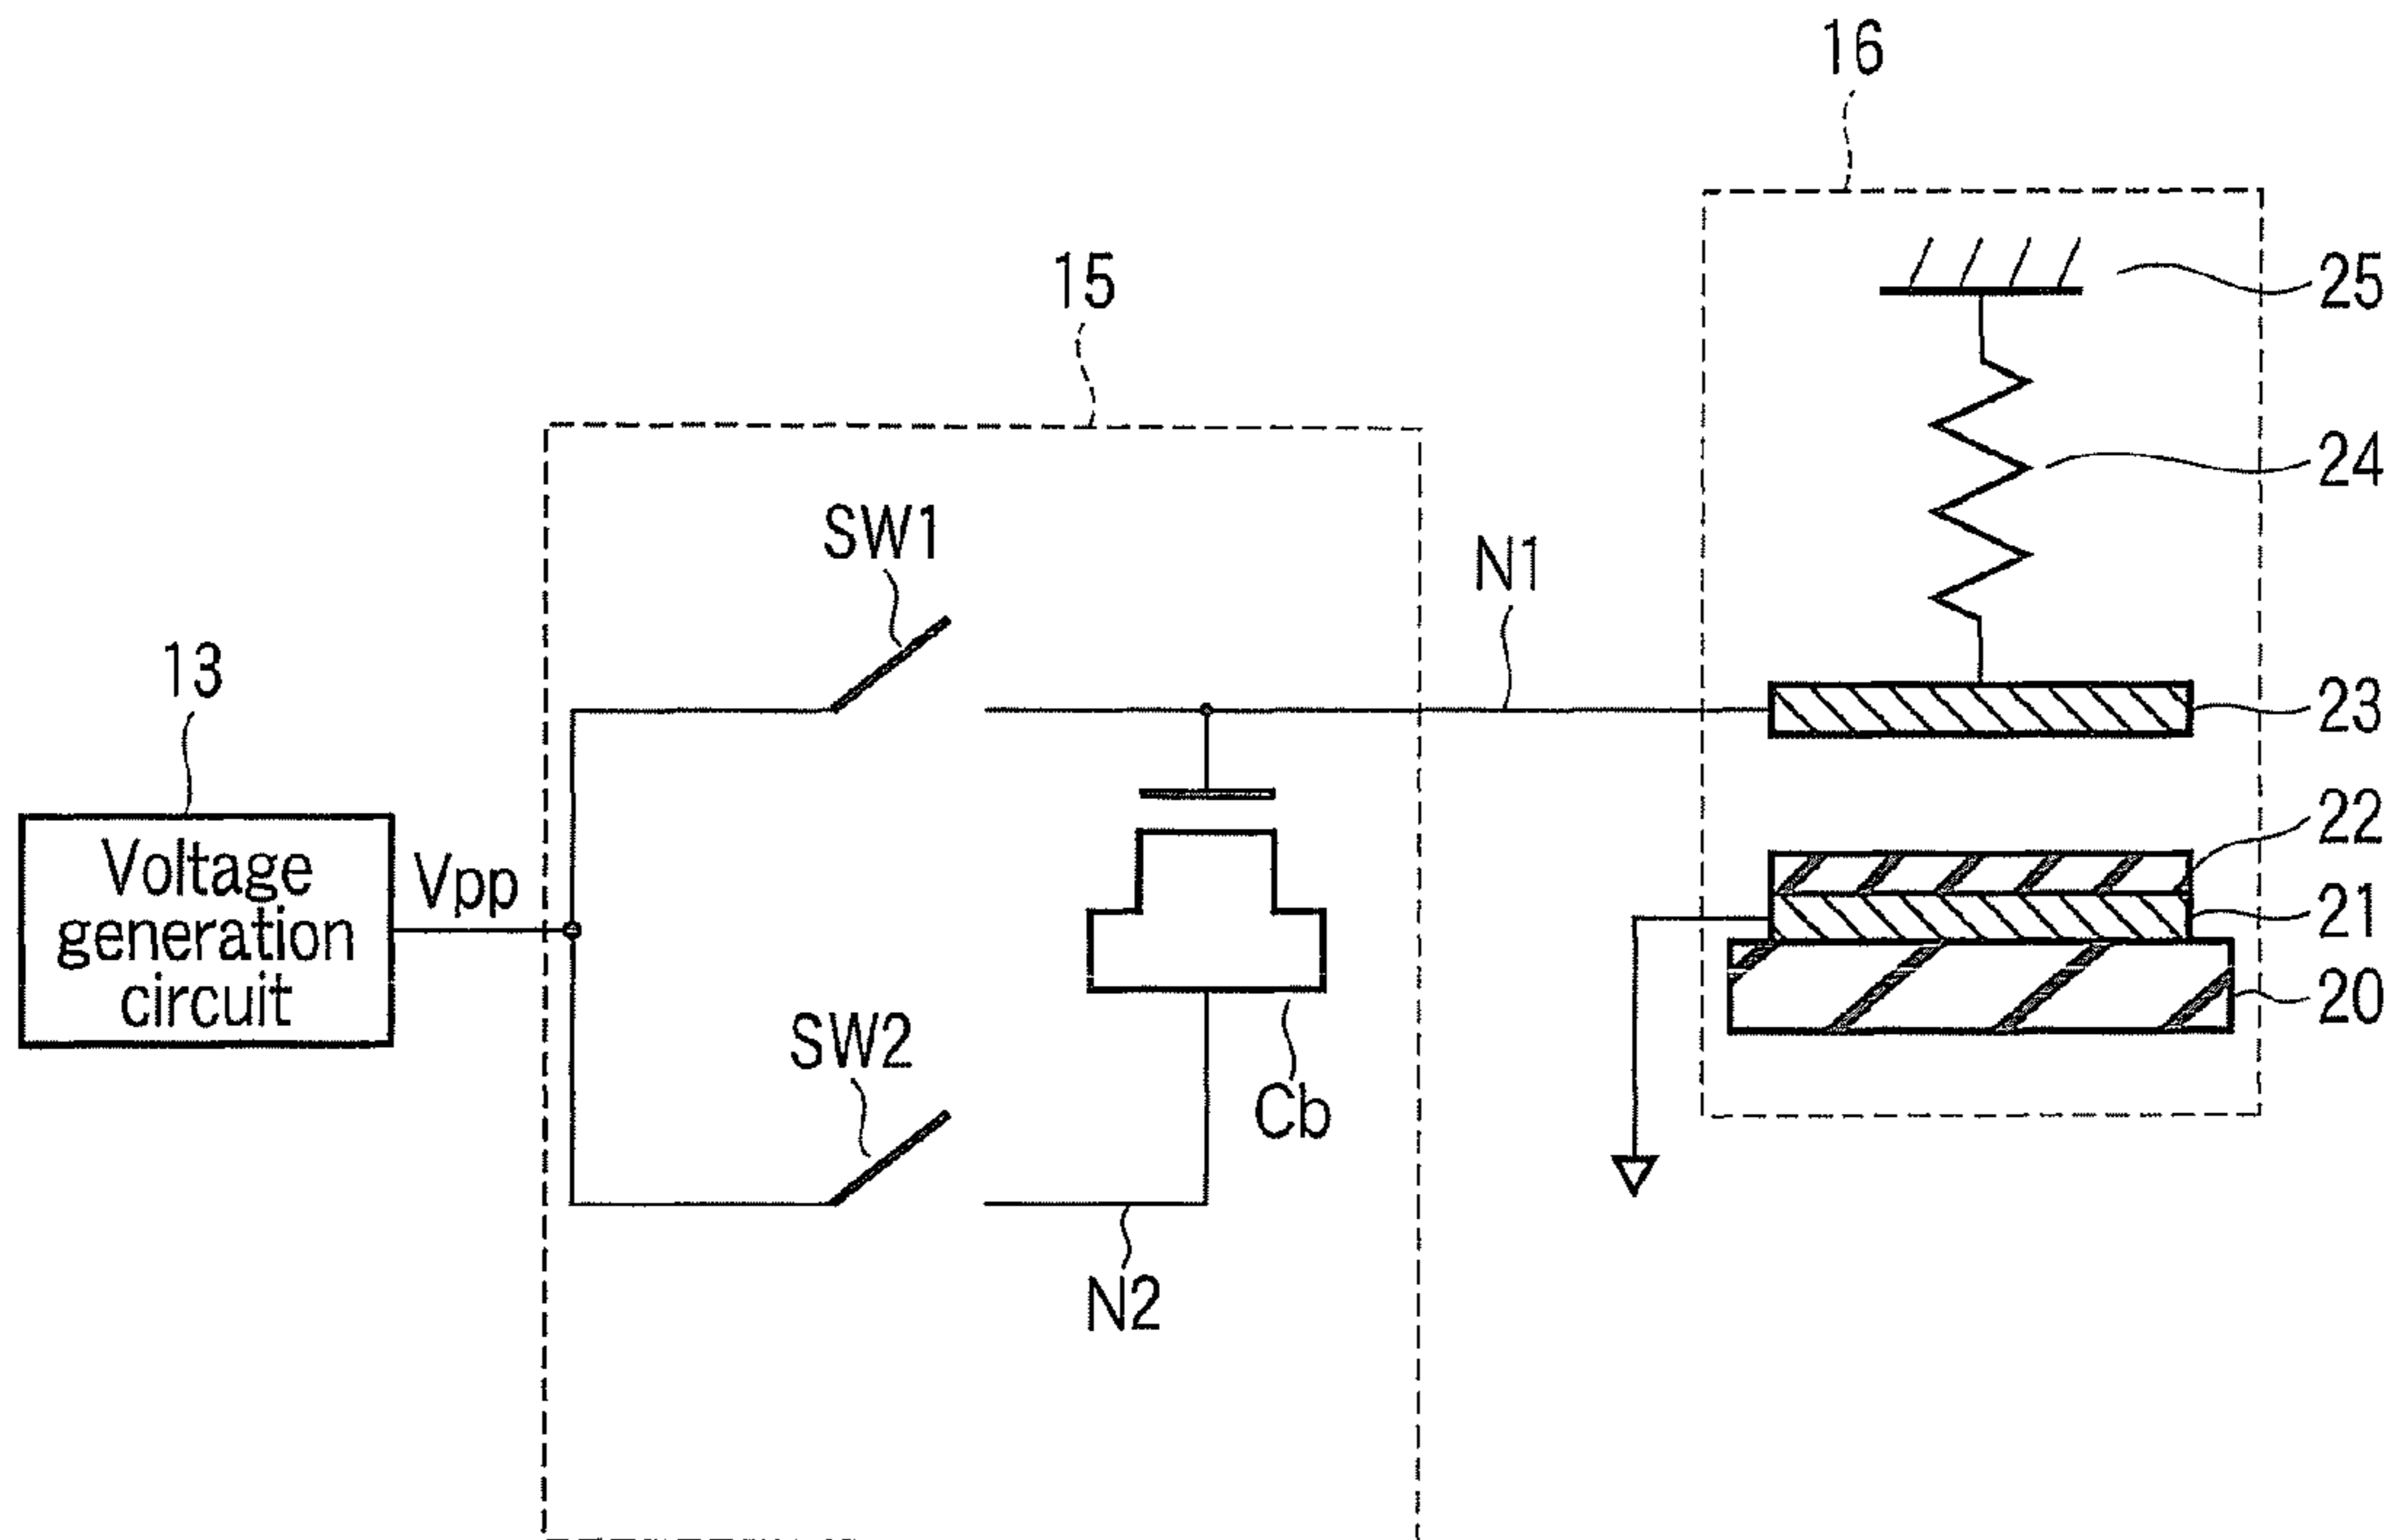 16
15
25
24
SW1
N1
13
23
Voltage
generation
circuit
Vpp
22
21
20
SW2
Cb
N2